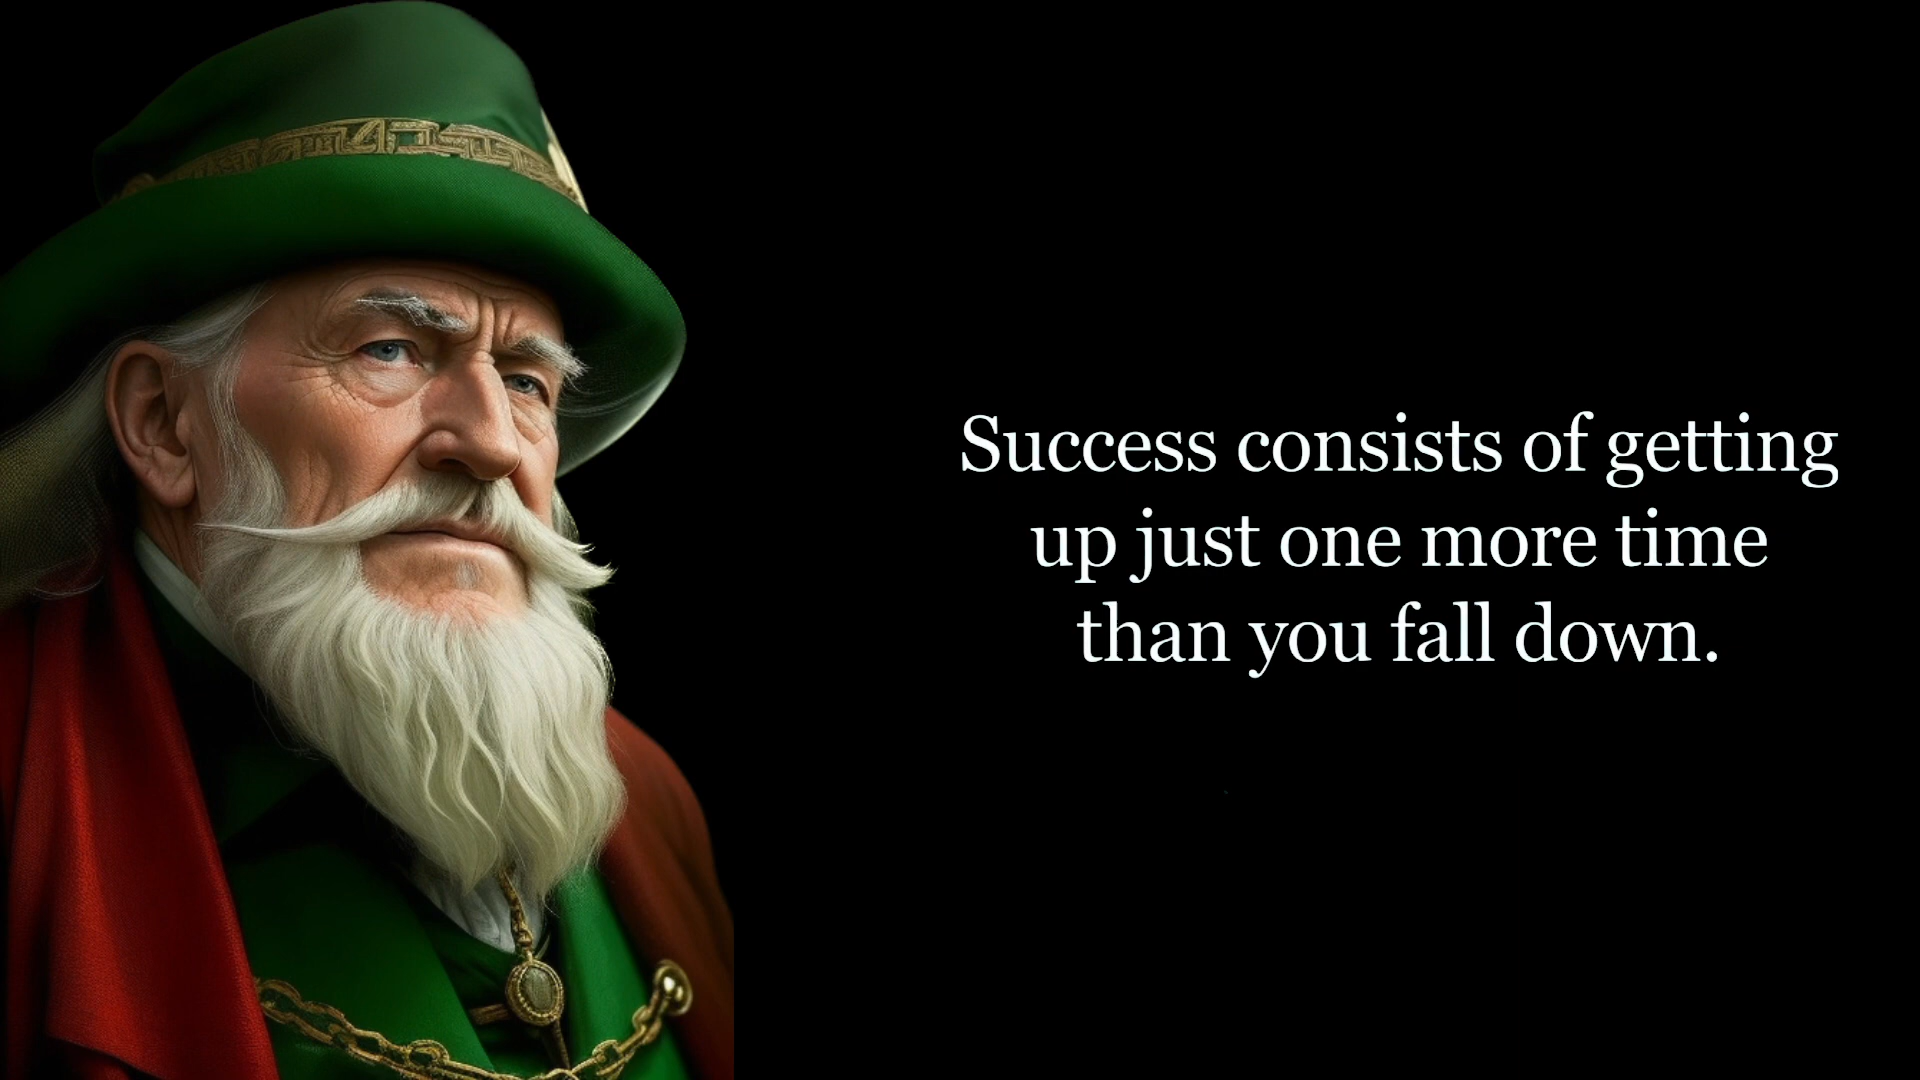 Success consists of getting
up just one more time
than you fall down.